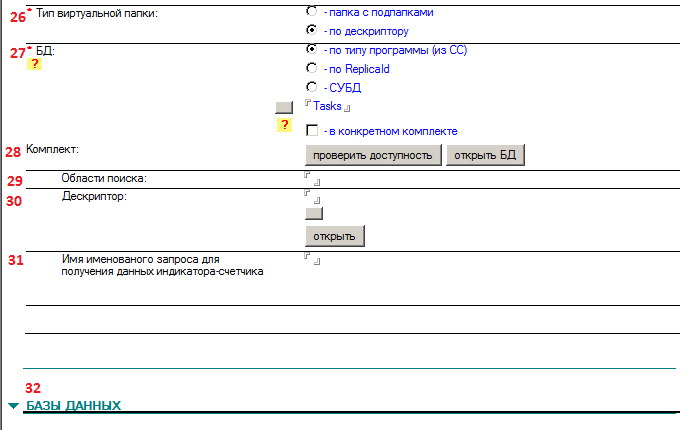 26 * Тип виртуальной папки:
- папка с подпапками
- по дескриптору
27 * БД:
- по типу программы (из СС)
?
- по ReplicaId
- СУБД
Tasks
?
- в конкретном комплекте
28 Комплект:
проверить доступность открыть БД
29 Области поиска:
30 Дескриптор:
открыть
31 Имя именованого запроса для
получения данных индикатора-счетчика
32
БАЗЫ ДАННЫХ